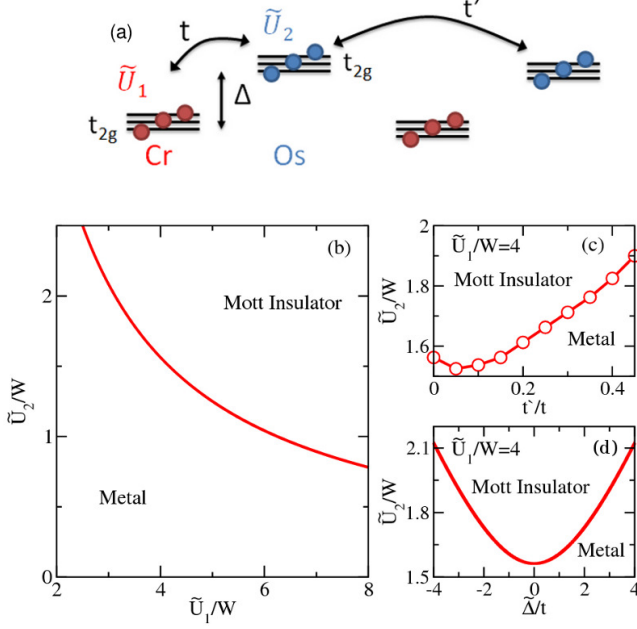 (a)
t
Ũ₂
t′
Ũ₁
t₂g
Δ
t₂g
Cr
Os
(b)
Mott Insulator
Metal
Ũ₂/W
0
1
2
2
4
6
8
Ũ₁/W
(c)
Ũ₁/W=4
Mott Insulator
Metal
Ũ₂/W
2
1.8
1.6
0
0.2
0.4
t`/t
(d)
Ũ₁/W=4
Mott Insulator
Metal
Ũ₂/W
2.1
1.8
1.5
-4
-2
0
2
4
Δ̃/t